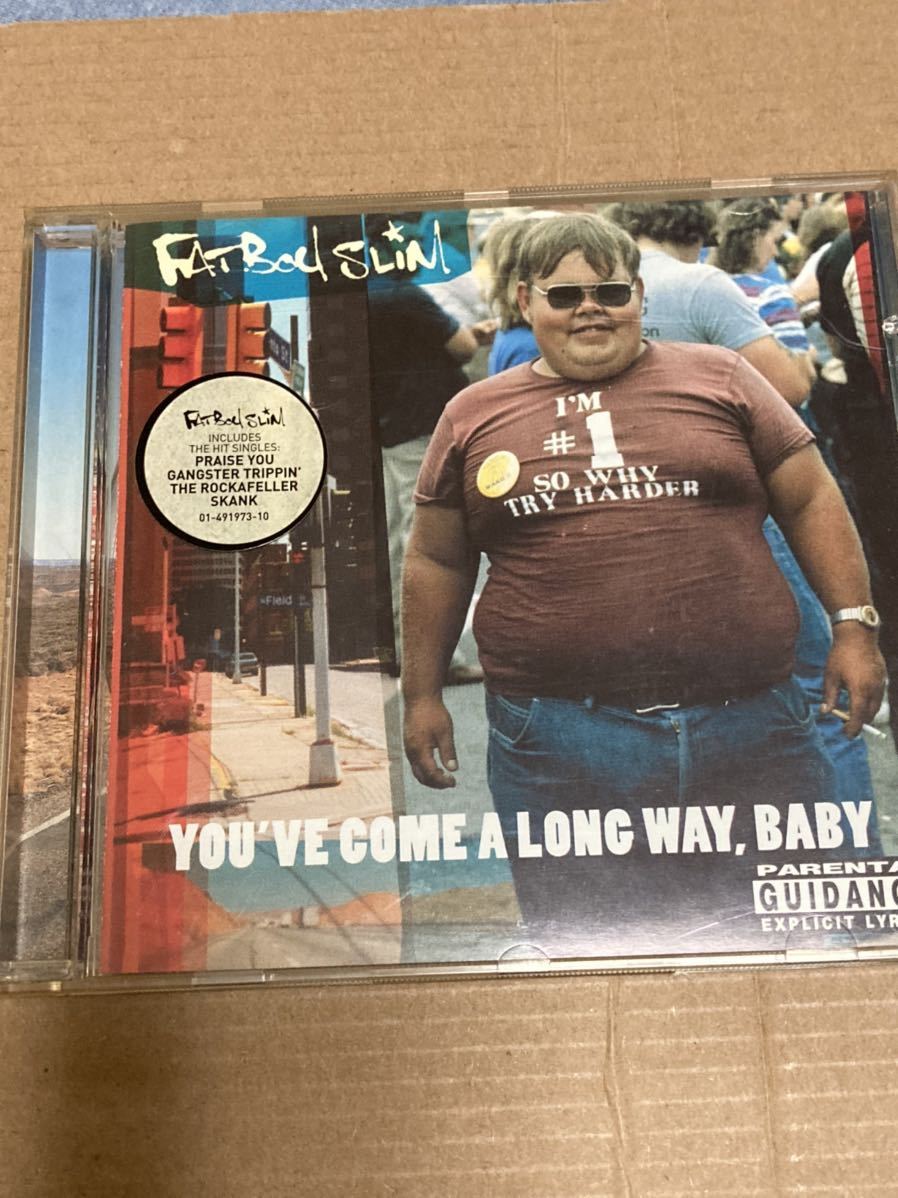 FATBOY SLIM
FATBOY SLIM
INCLUDES
THE HIT SINGLES:
PRAISE YOU
GANGSTER TRIPPIN'
THE ROCKAFELLER
SKANK
01-491973-10
I'M
#1
SO WHY
TRY HARDER
Field
YOU'VE COME A LONG WAY, BABY
PARENTA
GUIDANC
EXPLICIT LYR